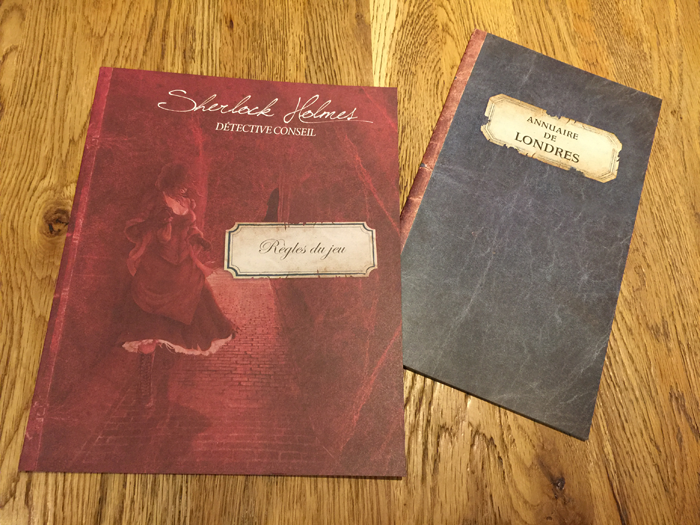 Sherlock Holmes
DÉTECTIVE CONSEIL
Règles du jeu
ANNUAIRE
DE
LONDRES